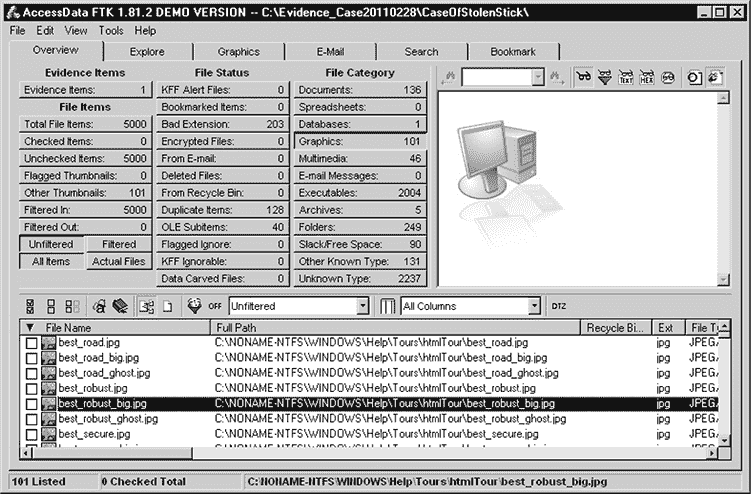 AccessData FTK 1.81.2 DEMO VERSION -- C:\Evidence_Case20110228\CaseOfStolenStick\
File Edit View Tools Help
Overview Explore Graphics E-Mail Search Bookmark
Evidence Items File Status File Category
Evidence Items: 1 KFF Alert Files: 0 Documents: 136
File Items Bookmarked Items: 0 Spreadsheets: 0
Total File Items: 5000 Bad Extension: 203 Databases: 1
Checked Items: 0 Encrypted Files: 0 Graphics: 101
Unchecked Items: 5000 From E-mail: 0 Multimedia: 46
Flagged Thumbnails: 0 Deleted Files: 0 E-mail Messages: 0
Other Thumbnails: 101 From Recycle Bin: 0 Executables: 2004
Filtered In: 5000 Duplicate Items: 128 Archives: 5
Filtered Out: 0 OLE Subitems: 40 Folders: 249
Unfiltered Filtered Flagged Ignore: 0 Slack/Free Space: 90
All Items Actual Files KFF Ignorable: 0 Other Known Type: 131
Data Carved Files: 0 Unknown Type: 2237
TEXT HEX
OFF Unfiltered All Columns DTZ
File Name Full Path Recycle Bi... Ext File Ty
best_road.jpg C:\NONAME-NTFS\WINDOWS\Help\Tours\htmlTour\best_road.jpg jpg JPEG
best_road_big.jpg C:\NONAME-NTFS\WINDOWS\Help\Tours\htmlTour\best_road_big.jpg jpg JPEG
best_road_ghost.jpg C:\NONAME-NTFS\WINDOWS\Help\Tours\htmlTour\best_road_ghost.jpg jpg JPEG
best_robust.jpg C:\NONAME-NTFS\WINDOWS\Help\Tours\htmlTour\best_robust.jpg jpg JPEG
best_robust_big.jpg C:\NONAME-NTFS\WINDOWS\Help\Tours\htmlTour\best_robust_big.jpg jpg JPEG
best_robust_ghost.jpg C:\NONAME-NTFS\WINDOWS\Help\Tours\htmlTour\best_robust_ghost.jpg jpg JPEG
best_secure.jpg C:\NONAME-NTFS\WINDOWS\Help\Tours\htmlTour\best_secure.jpg jpg JPEG
101 Listed 0 Checked Total C:\NONAME-NTFS\WINDOWS\Help\Tours\htmlTour\best_robust_big.jpg